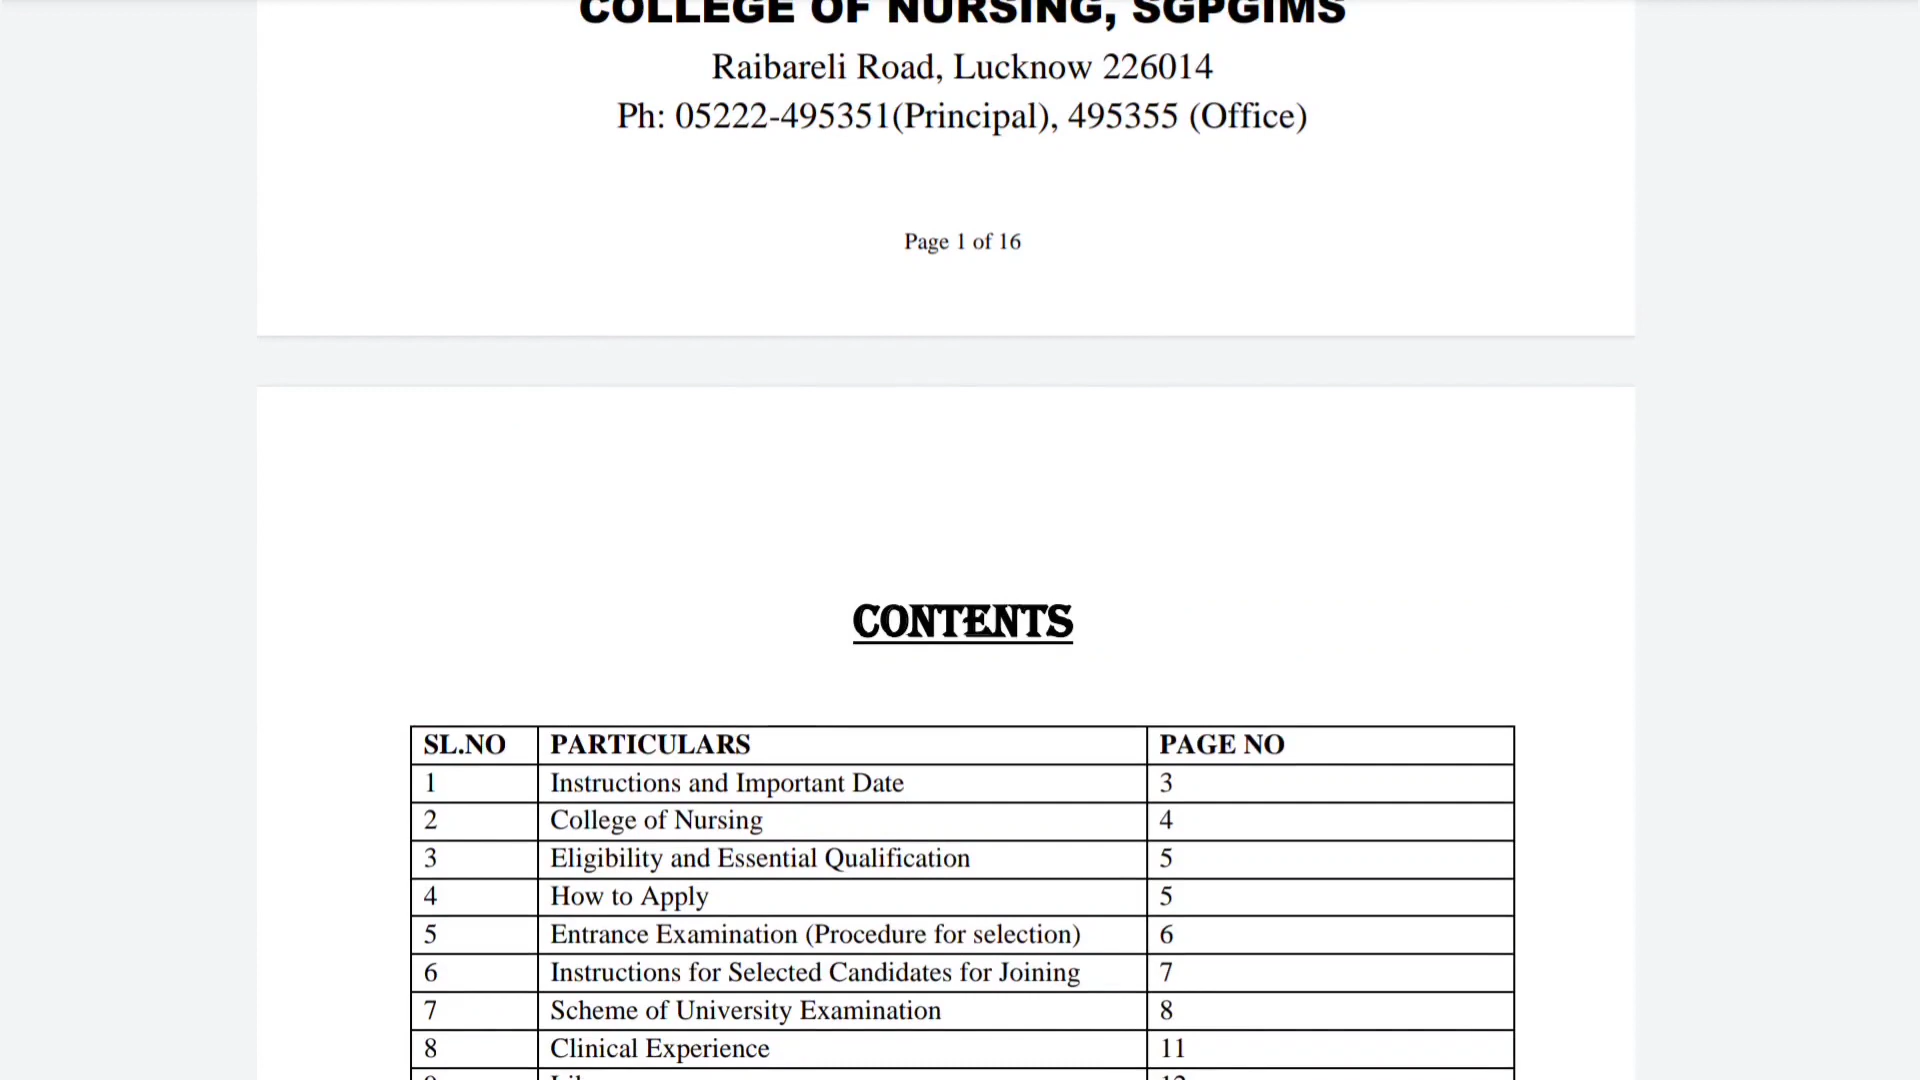 COLLEGE OF NURSING, SGPGIMS
Raibareli Road, Lucknow 226014
Ph: 05222-495351(Principal), 495355 (Office)
Page 1 of 16
CONTENTS
SL.NO PARTICULARS PAGE NO
1 Instructions and Important Date 3
2 College of Nursing 4
3 Eligibility and Essential Qualification 5
4 How to Apply 5
5 Entrance Examination (Procedure for selection) 6
6 Instructions for Selected Candidates for Joining 7
7 Scheme of University Examination 8
8 Clinical Experience 11